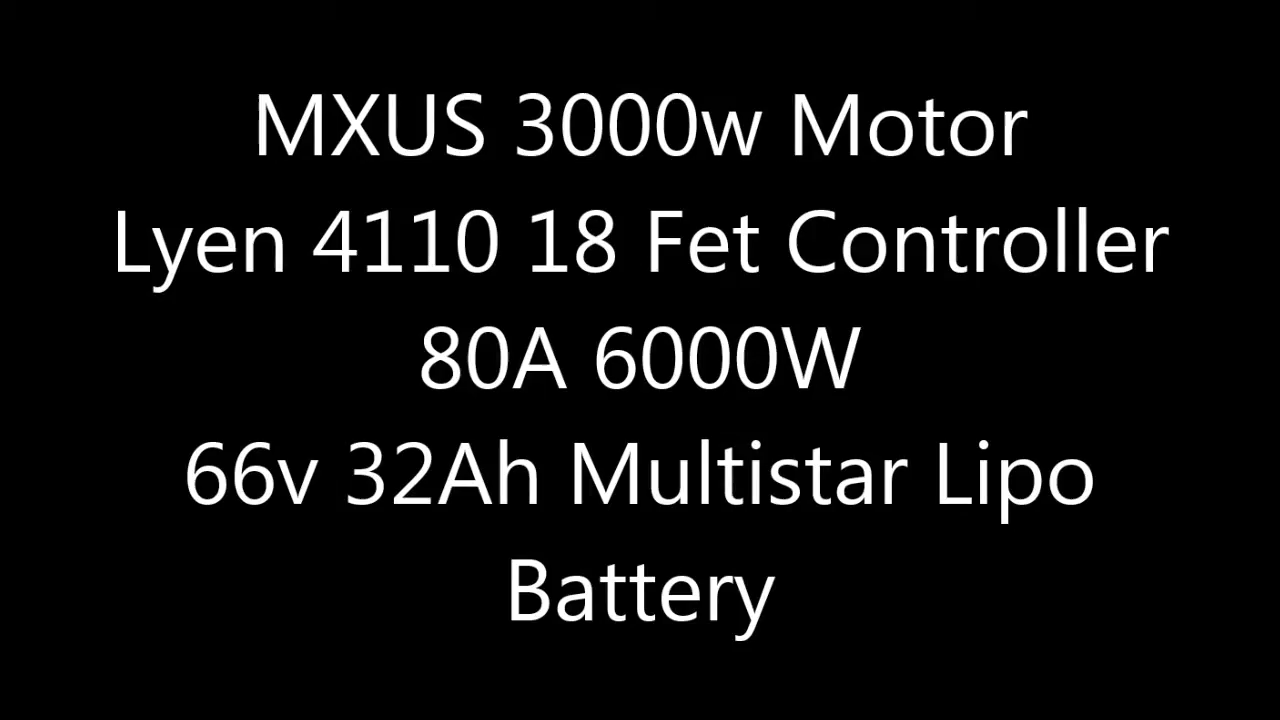 MXUS 3000w Motor
Lyen 4110 18 Fet Controller
80A 6000W
66v 32Ah Multistar Lipo
Battery